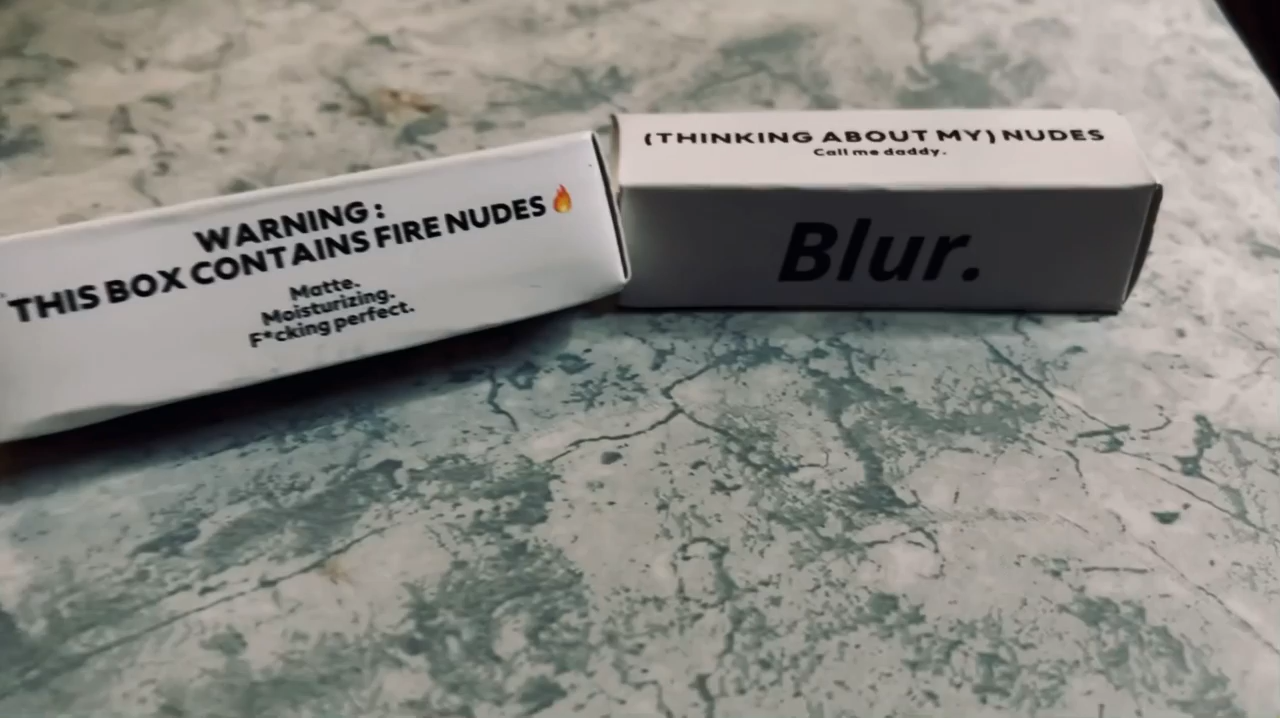 WARNING:
THIS BOX CONTAINS FIRE NUDES🔥
Matte.
Moisturizing.
F*cking perfect.
(THINKING ABOUT MY) NUDES
Call me daddy.
Blur.